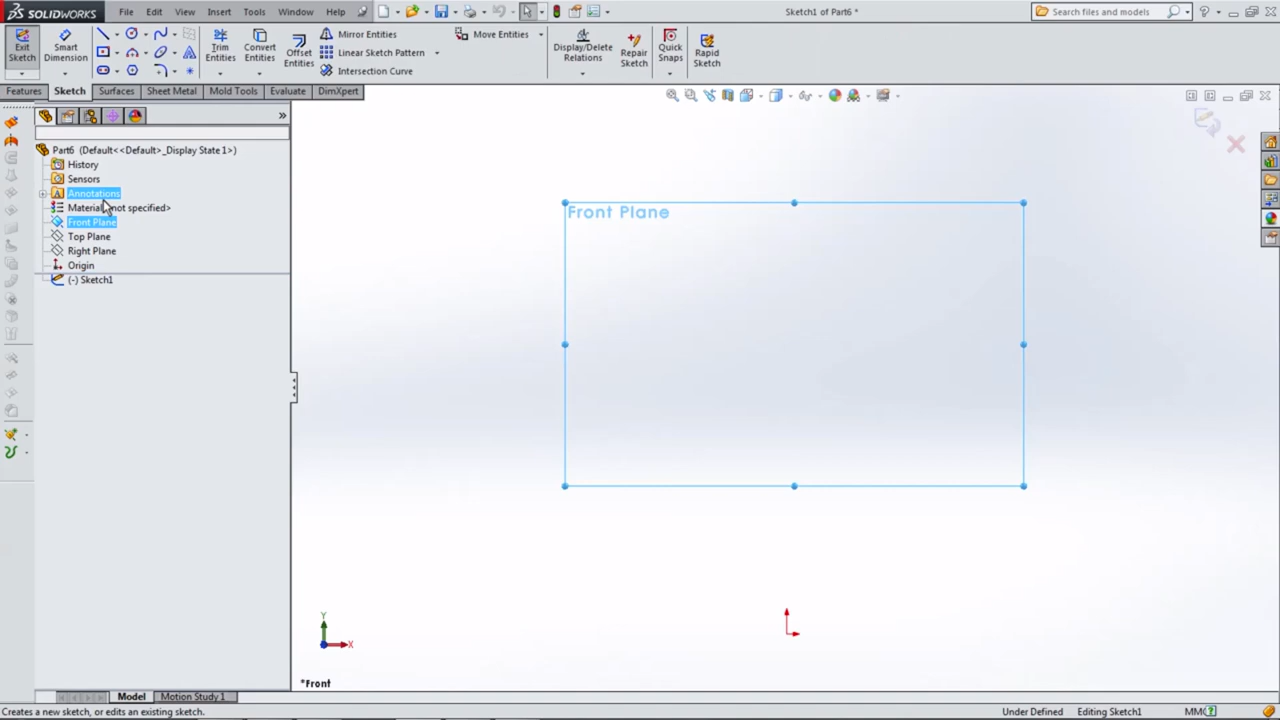 SOLIDWORKS File Edit View Insert Tools Window Help Sketch1 of Part6 * Search files and models
Exit Sketch
Smart Dimension
Trim Entities
Convert Entities
Offset Entities
Mirror Entities
Linear Sketch Pattern
Intersection Curve
Move Entities
Display/Delete Relations
Repair Sketch
Quick Snaps
Rapid Sketch
Features Sketch Surfaces Sheet Metal Mold Tools Evaluate DimXpert
Part6 (Default<<Default>_Display State 1>)
History
Sensors
Annotations
Material <not specified>
Front Plane
Top Plane
Right Plane
Origin
(-) Sketch1
Front Plane
Y
X
*Front
Model Motion Study 1
Creates a new sketch, or edits an existing sketch. Under Defined Editing Sketch1